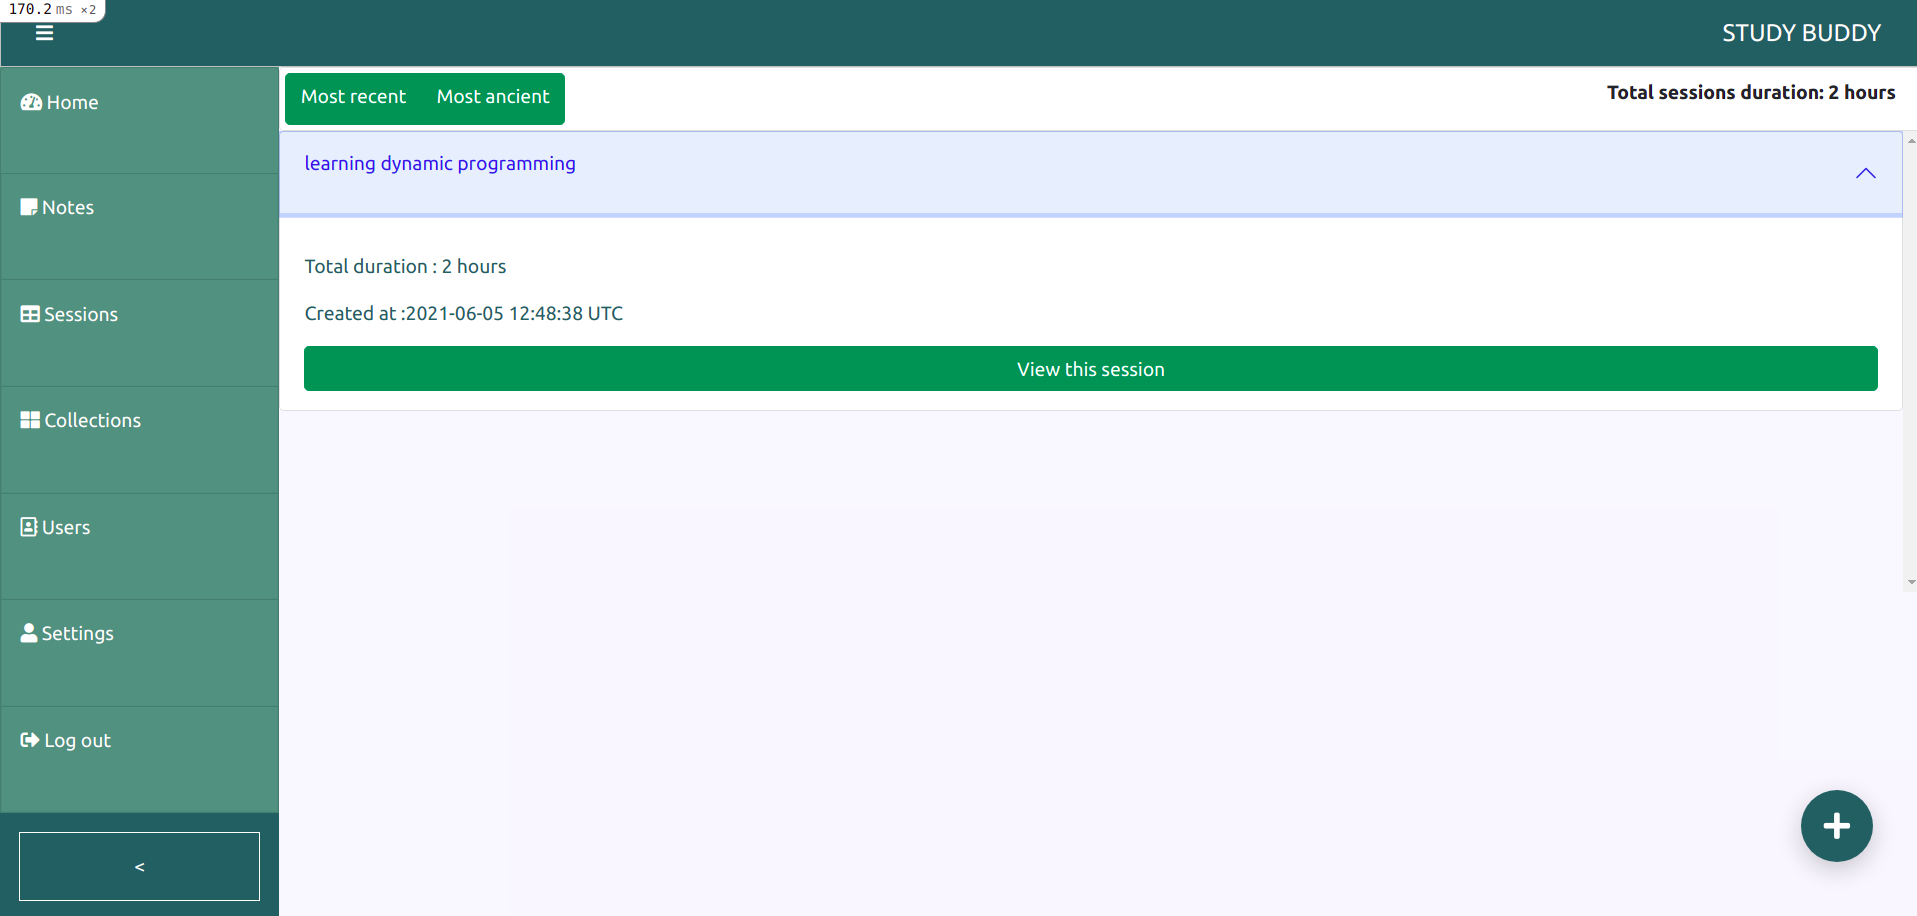 170.2 ms ×2
STUDY BUDDY
Home
Notes
Sessions
Collections
Users
Settings
Log out
<
Most recent Most ancient
Total sessions duration: 2 hours
learning dynamic programming
Total duration : 2 hours
Created at :2021-06-05 12:48:38 UTC
View this session